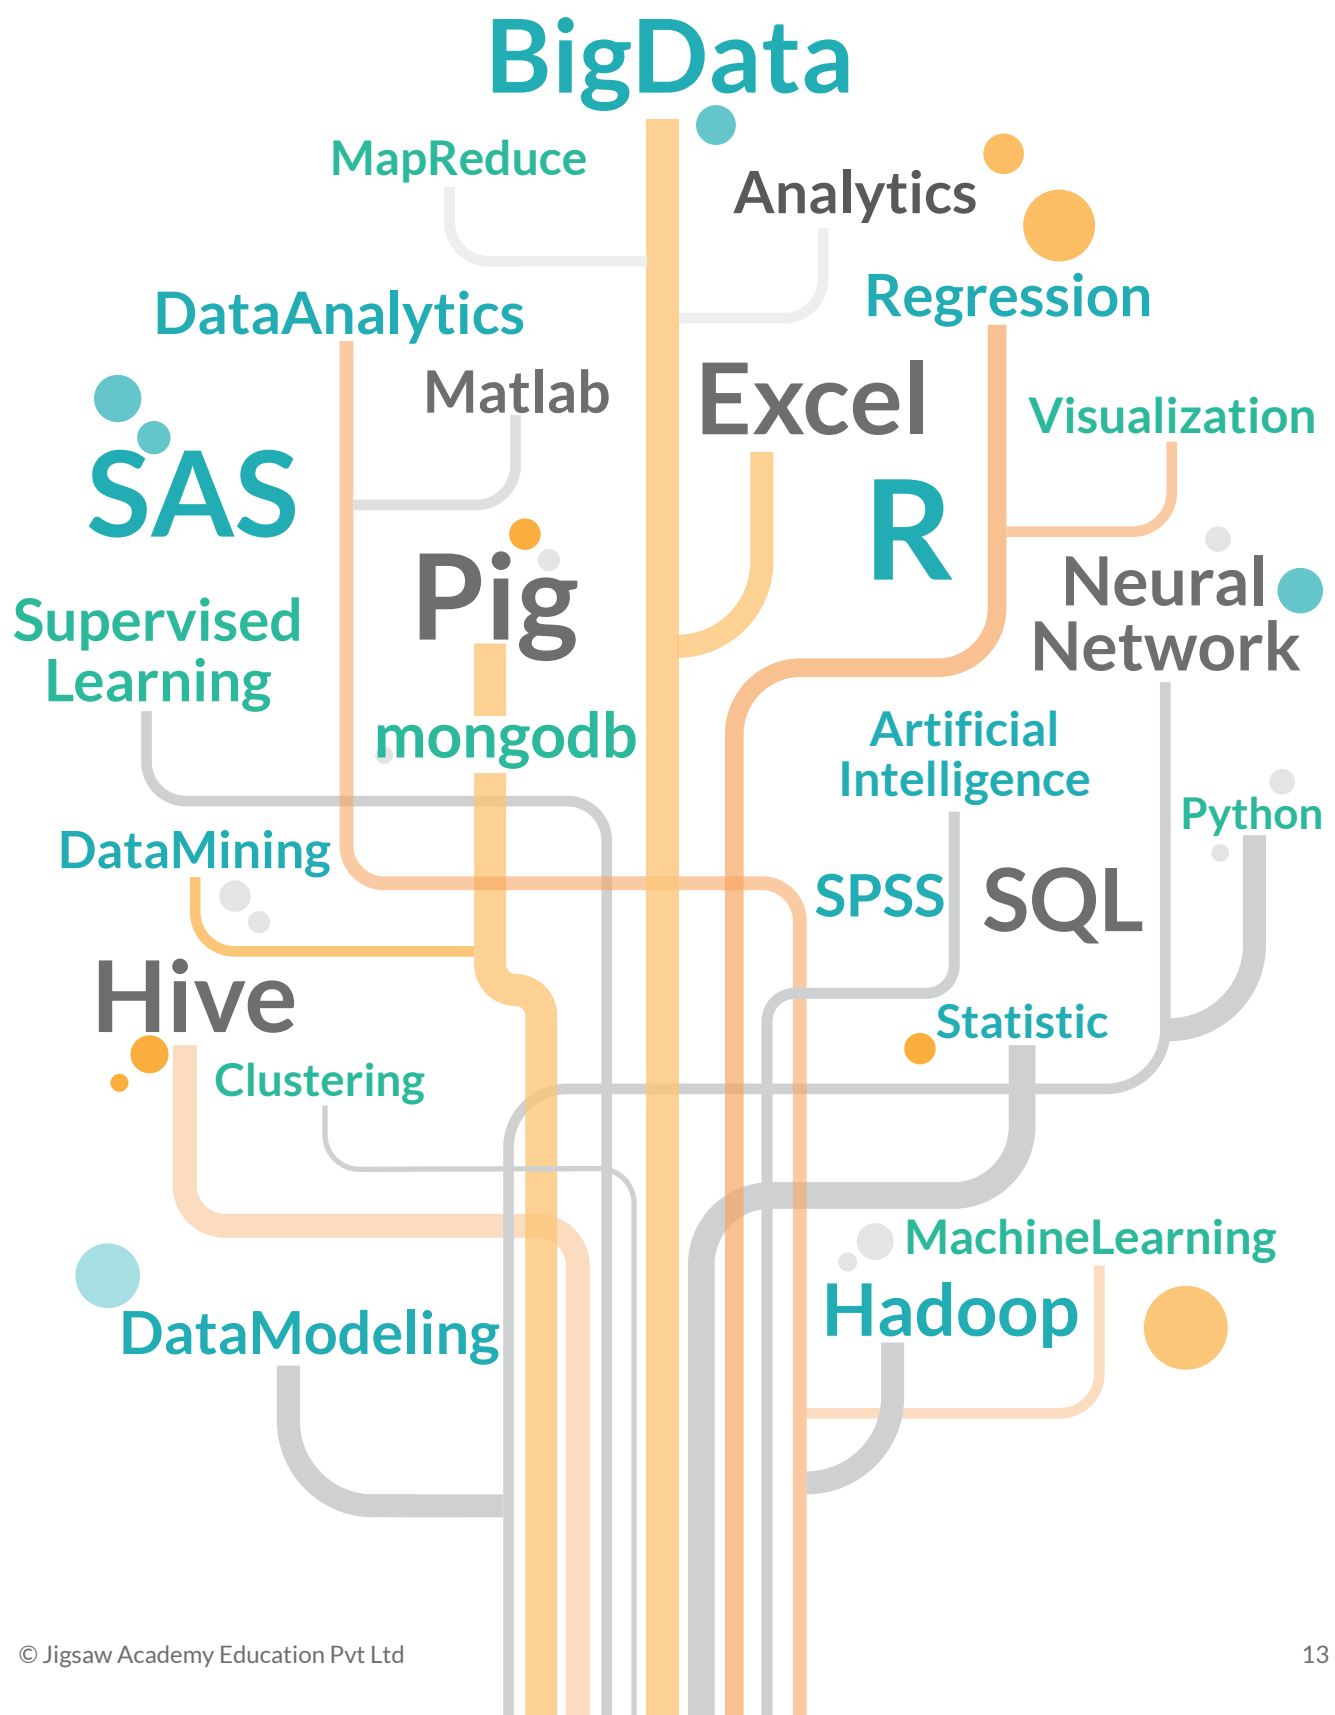 BigData
MapReduce
Analytics
DataAnalytics
Regression
Matlab
Excel
Visualization
SAS
R
Pig
Neural
Network
Supervised
Learning
mongodb
Artificial
Intelligence
Python
DataMining
SPSS
SQL
Hive
Statistic
Clustering
MachineLearning
Hadoop
DataModeling
© Jigsaw Academy Education Pvt Ltd
13